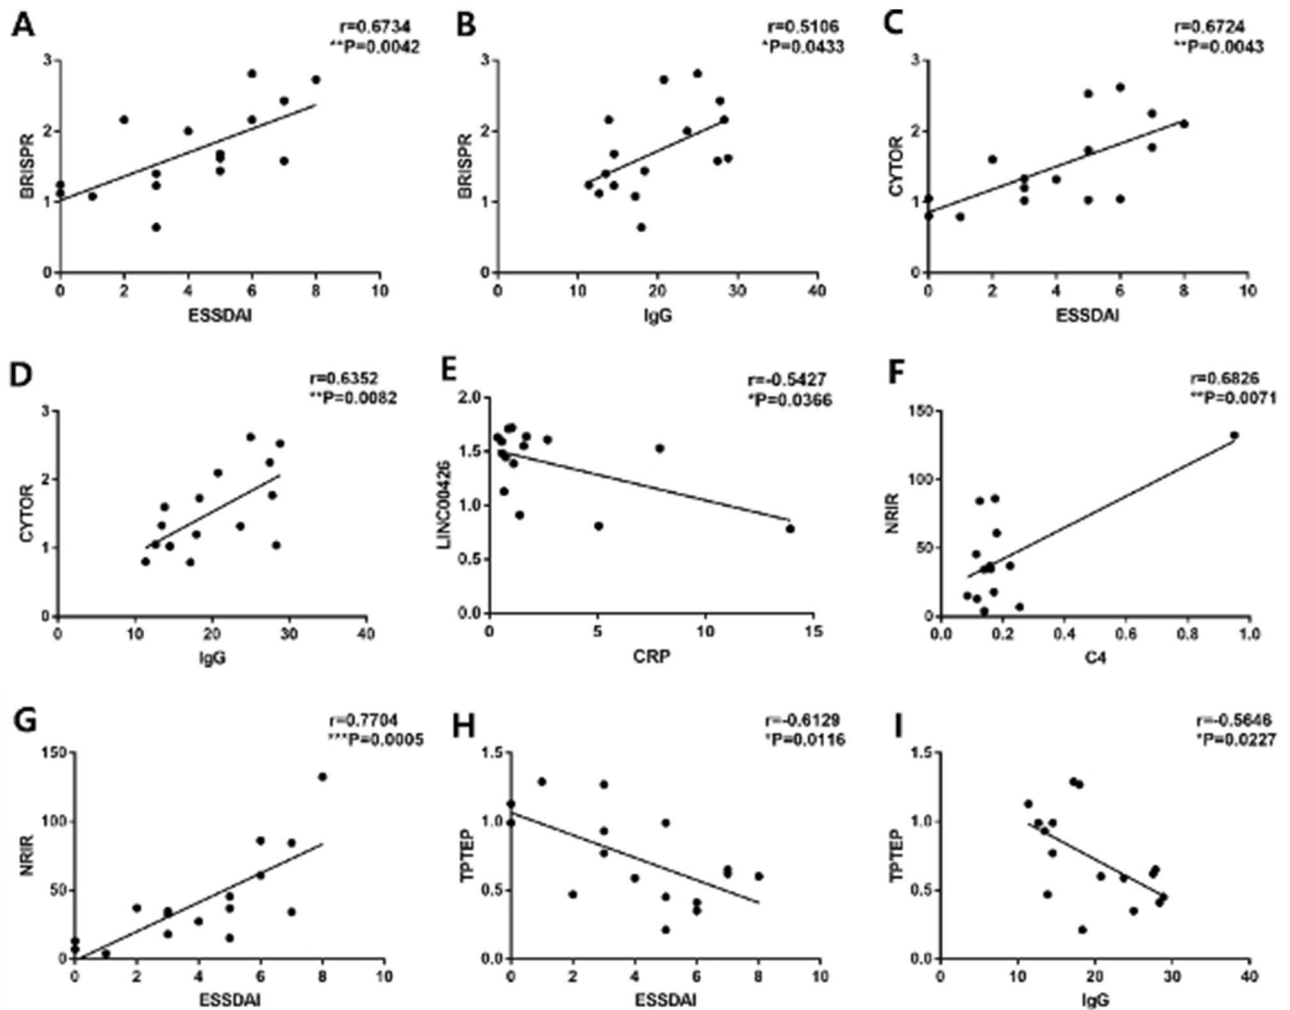 A
r=0.6734
**P=0.0042
BRISPR
3
2
1
0
0 2 4 6 8 10
ESSDAI
B
r=0.5106
*P=0.0433
BRISPR
3
2
1
0
0 10 20 30 40
IgG
C
r=0.6724
**P=0.0043
CYTOR
3
2
1
0
0 2 4 6 8 10
ESSDAI
D
r=0.6352
**P=0.0082
CYTOR
3
2
1
0
0 10 20 30 40
IgG
E
r=-0.5427
*P=0.0366
LINC00426
2.0
1.5
1.0
0.5
0.0
0 5 10 15
CRP
F
r=0.6826
**P=0.0071
NRIR
150
100
50
0
0.0 0.2 0.4 0.6 0.8 1.0
C4
G
r=0.7704
***P=0.0005
NRIR
150
100
50
0
0 2 4 6 8 10
ESSDAI
H
r=-0.6129
*P=0.0116
TPTEP
1.5
1.0
0.5
0.0
0 2 4 6 8 10
ESSDAI
I
r=-0.5646
*P=0.0227
TPTEP
1.5
1.0
0.5
0.0
0 10 20 30 40
IgG